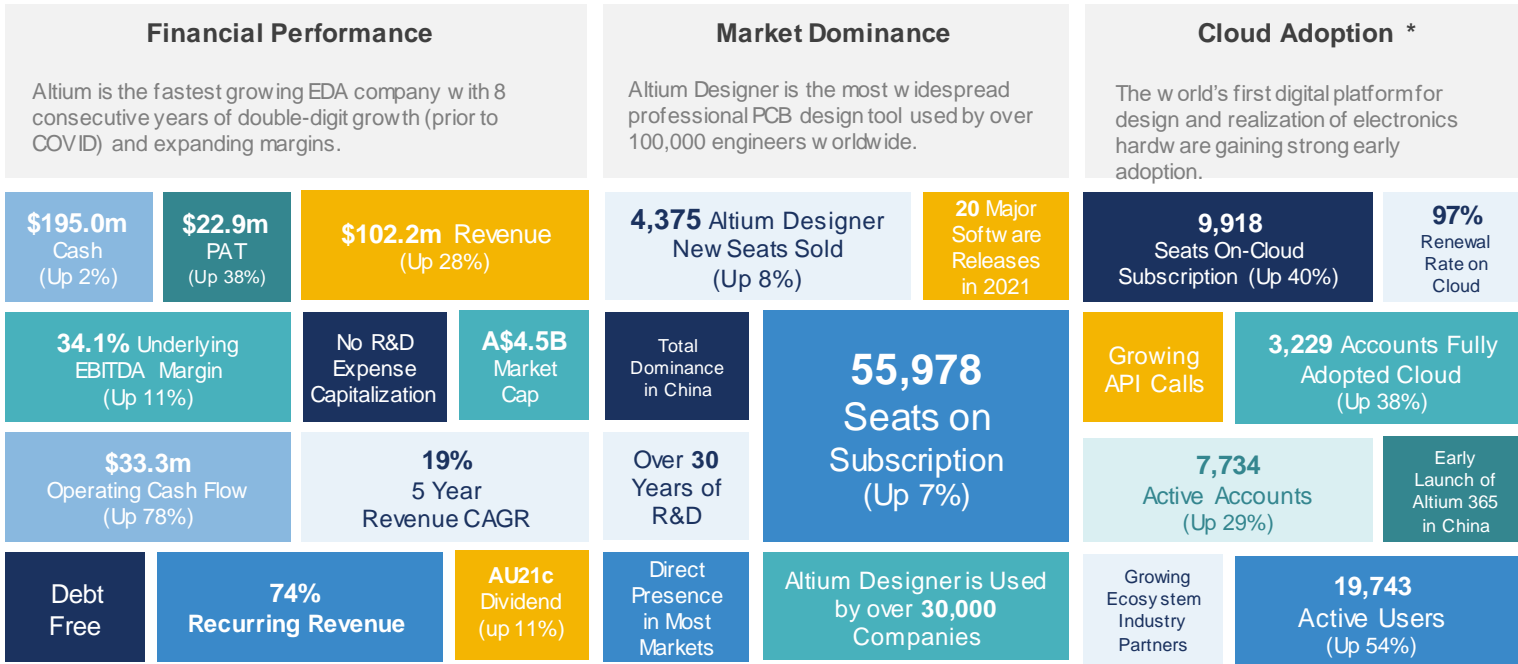 Financial Performance
Altium is the fastest growing EDA company with 8
consecutive years of double-digit growth (prior to
COVID) and expanding margins.
$195.0m
Cash
(Up 2%)
$22.9m
PAT
(Up 38%)
$102.2m Revenue
(Up 28%)
34.1% Underlying
EBITDA Margin
(Up 11%)
No R&D
Expense
Capitalization
A$4.5B
Market
Cap
$33.3m
Operating Cash Flow
(Up 78%)
19%
5 Year
Revenue CAGR
Debt
Free
74%
Recurring Revenue
AU21c
Dividend
(up 11%)
Market Dominance
Altium Designer is the most widespread
professional PCB design tool used by over
100,000 engineers worldwide.
4,375 Altium Designer
New Seats Sold
(Up 8%)
20 Major
Software
Releases
in 2021
Total
Dominance
in China
55,978
Seats on
Subscription
(Up 7%)
Over 30
Years of
R&D
Direct
Presence
in Most
Markets
Altium Designer is Used
by over 30,000
Companies
Cloud Adoption *
The world's first digital platform for
design and realization of electronics
hardware gaining strong early
adoption.
9,918
Seats On-Cloud
Subscription (Up 40%)
97%
Renewal
Rate on
Cloud
Growing
API Calls
3,229 Accounts Fully
Adopted Cloud
(Up 38%)
7,734
Active Accounts
(Up 29%)
Early
Launch of
Altium 365
in China
Growing
Ecosystem
Industry
Partners
19,743
Active Users
(Up 54%)